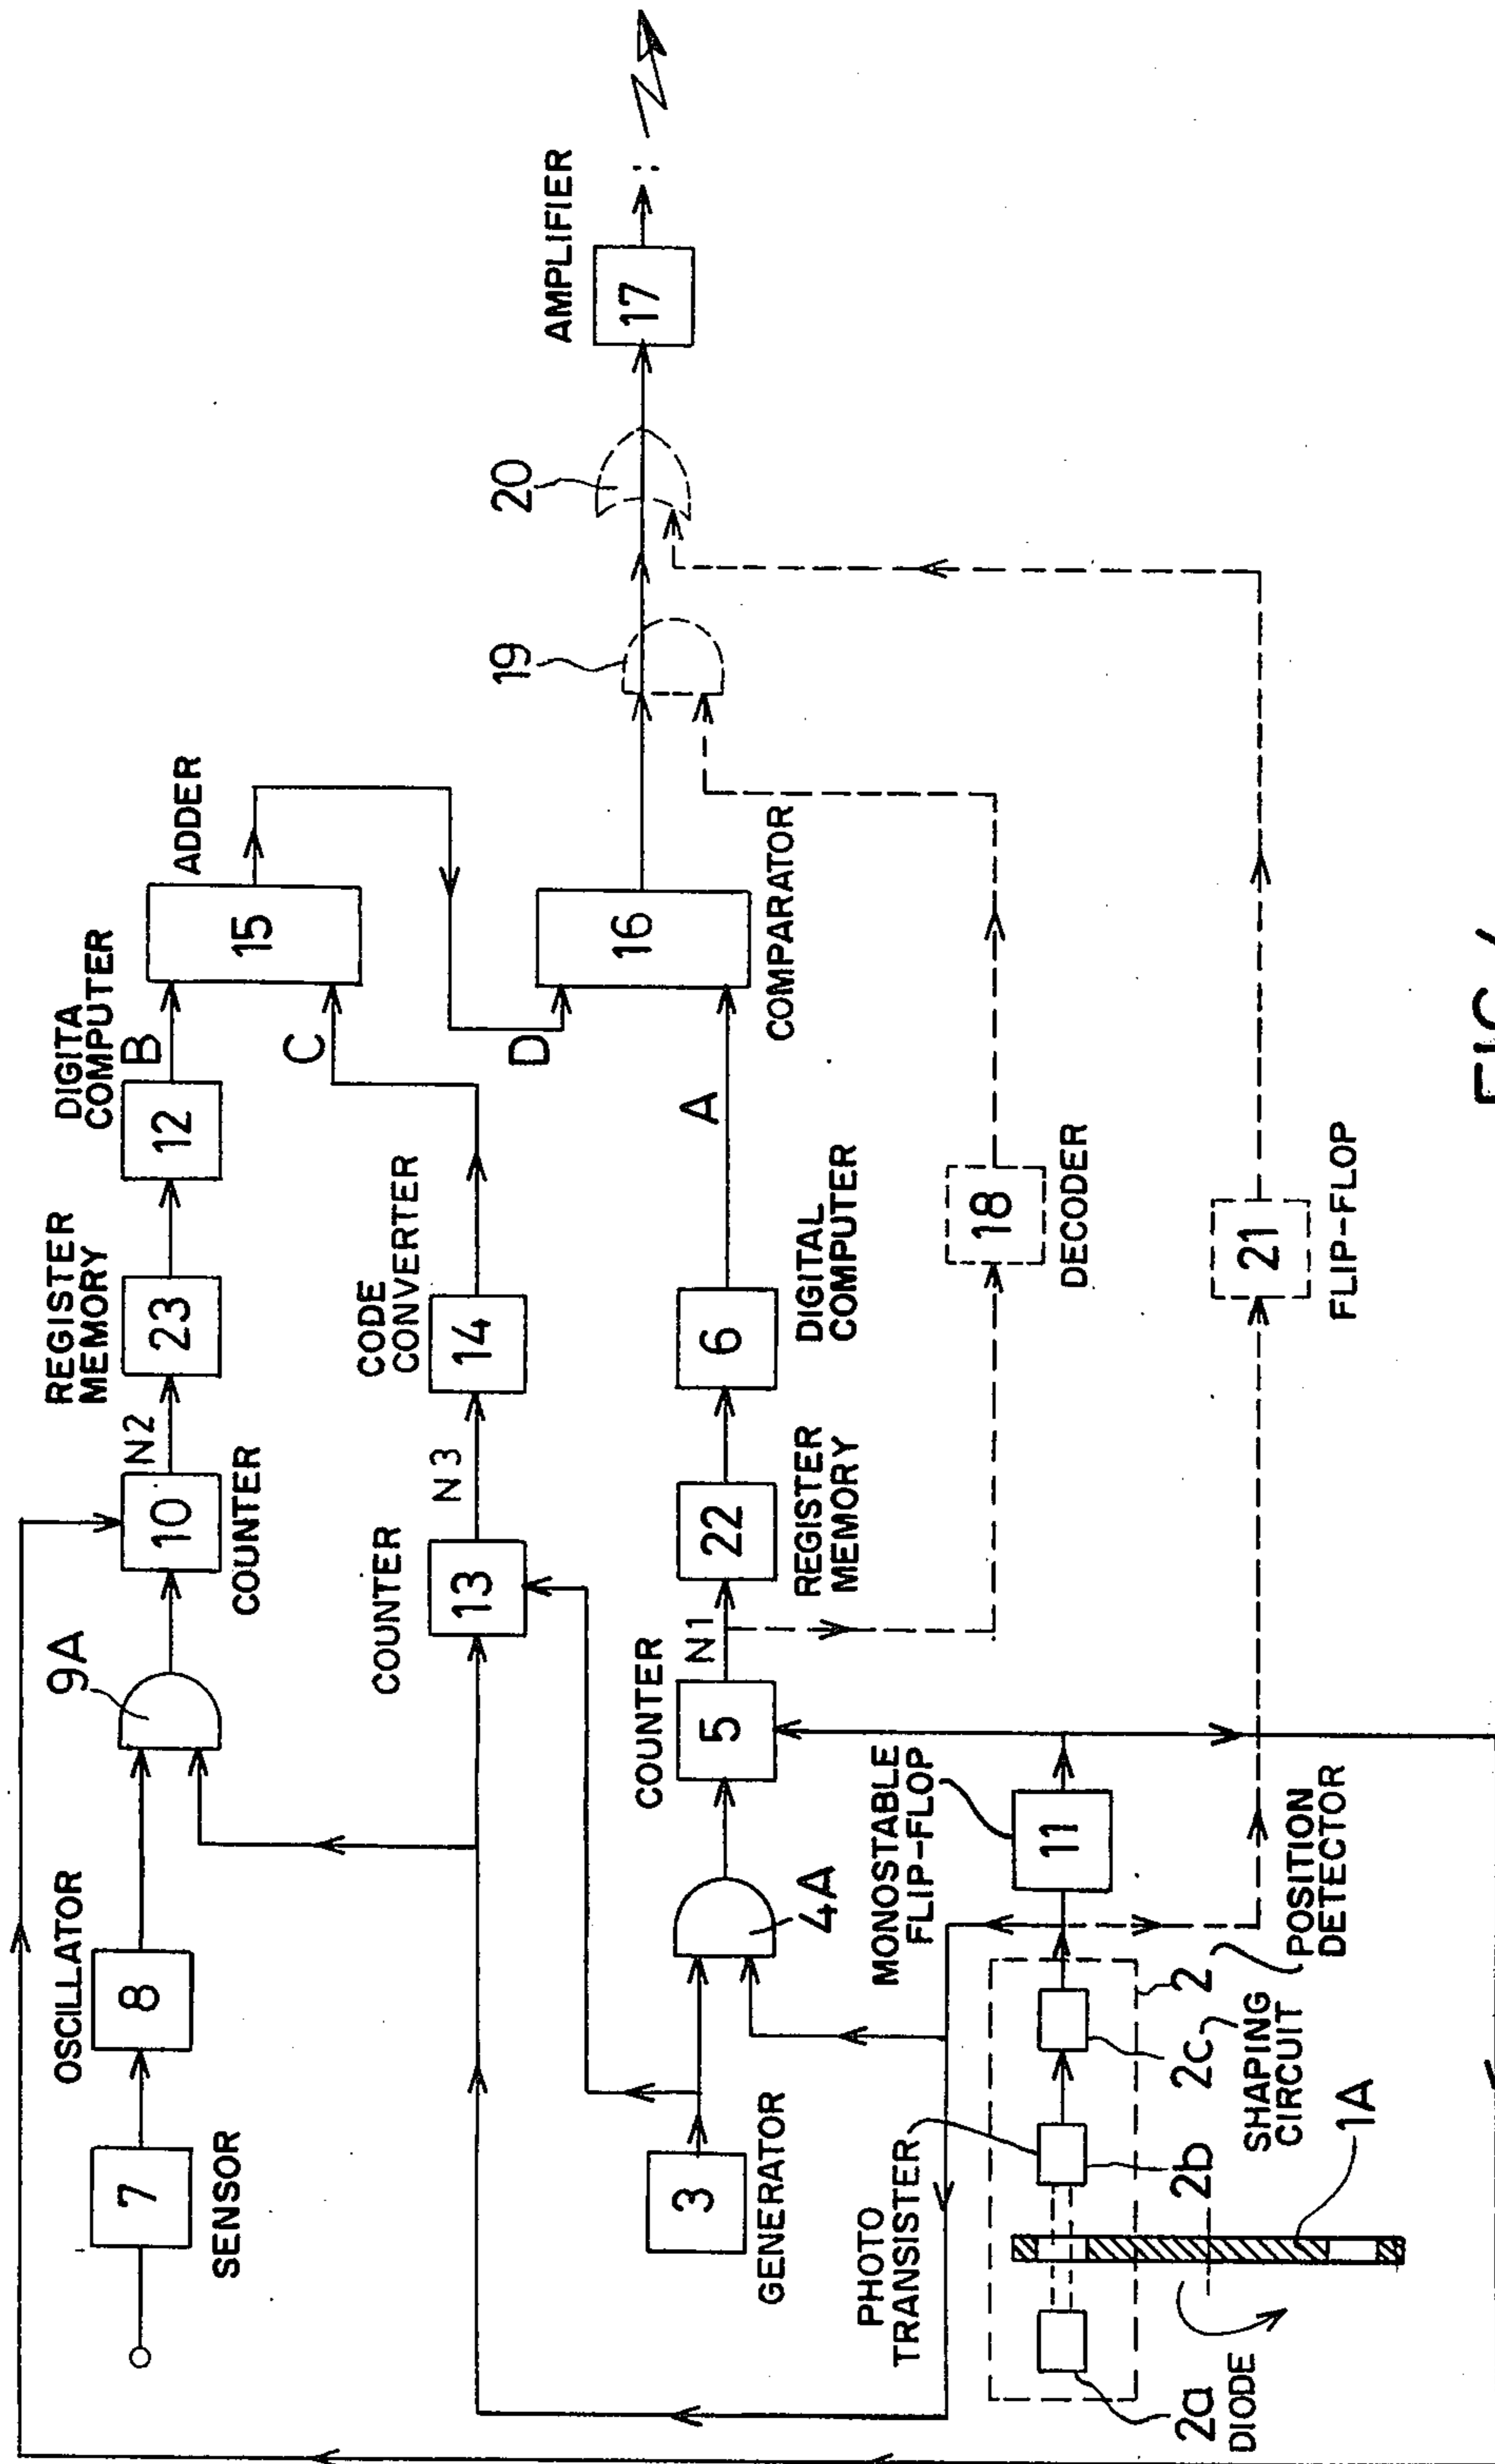 SENSOR
7
OSCILLATOR
8
9A
10
COUNTER
N2
REGISTER
MEMORY
23
DIGITA
COMPUTER
12
B
ADDER
15
C
COUNTER
13
N3
CODE
CONVERTER
14
D
GENERATOR
3
4A
COUNTER
5
N1
22
REGISTER
MEMORY
6
DIGITAL
COMPUTER
A
16
COMPARATOR
19
20
AMPLIFIER
17
PHOTO
TRANSISTER
MONOSTABLE
FLIP-FLOP
11
18
DECODER
2a
DIODE
2b
2c
SHAPING
CIRCUIT
2
POSITION
DETECTOR
1A
21
FLIP-FLOP